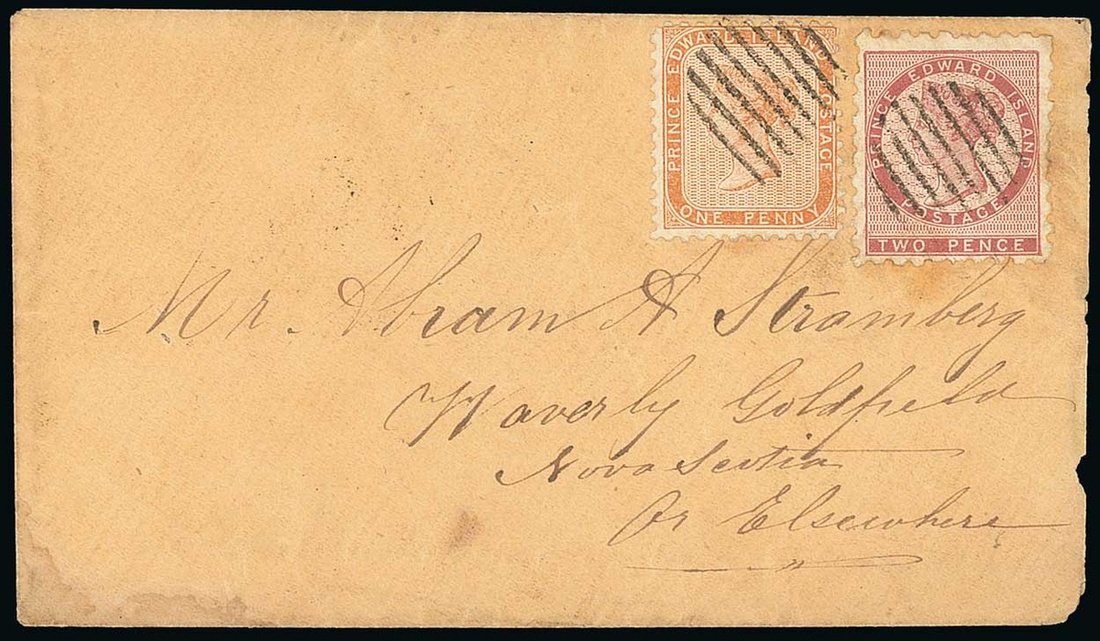 PRINCE EDWARD ISLAND POSTAGE
ONE PENNY
PRINCE EDWARD ISLAND
POSTAGE
TWO PENCE
Mr. Abram A Stramberg
Waverly Goldfield
Nova Scotia
Or Elsewhere